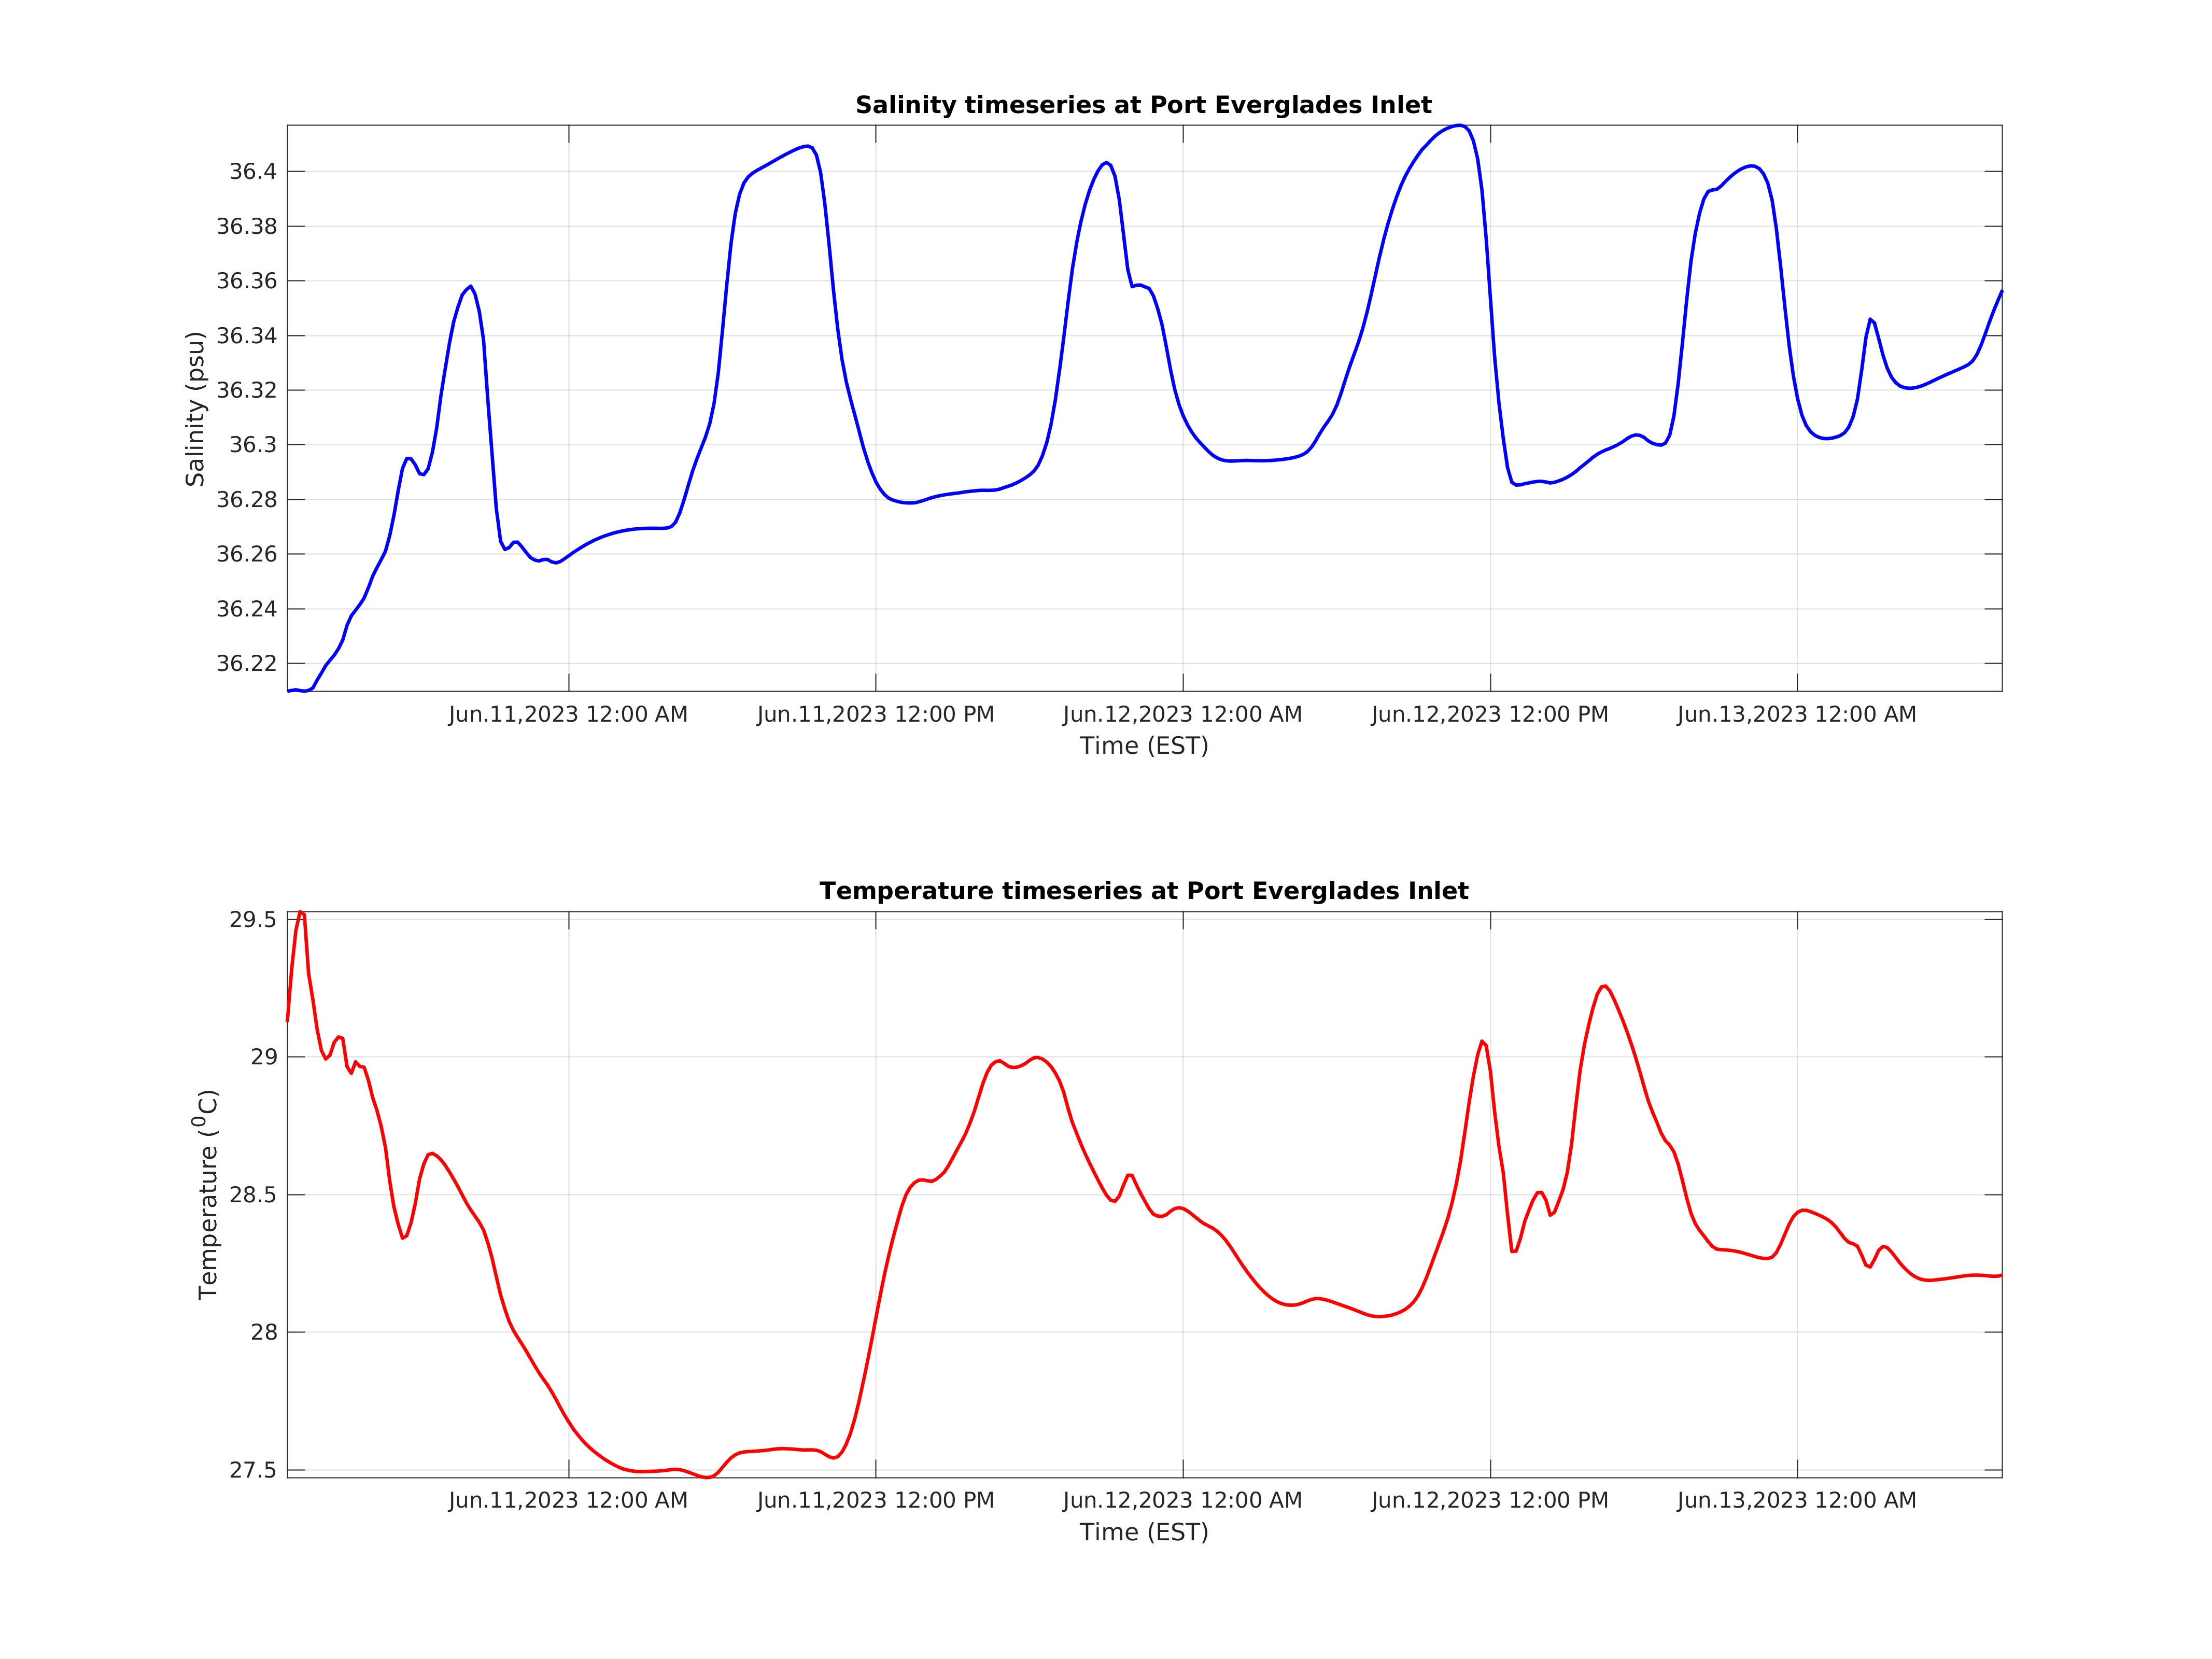 Salinity timeseries at Port Everglades Inlet
Salinity (psu)
36.4
36.38
36.36
36.34
36.32
36.3
36.28
36.26
36.24
36.22
Jun.11,2023 12:00 AM Jun.11,2023 12:00 PM Jun.12,2023 12:00 AM Jun.12,2023 12:00 PM Jun.13,2023 12:00 AM
Time (EST)
Temperature timeseries at Port Everglades Inlet
Temperature (⁰C)
29.5
29
28.5
28
27.5
Jun.11,2023 12:00 AM Jun.11,2023 12:00 PM Jun.12,2023 12:00 AM Jun.12,2023 12:00 PM Jun.13,2023 12:00 AM
Time (EST)